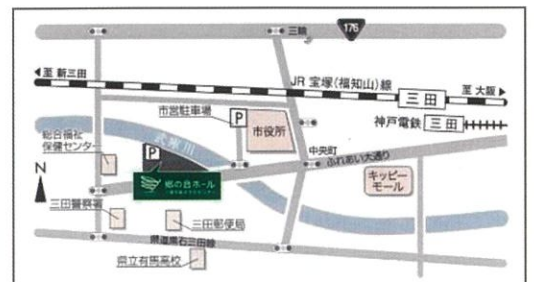 176
三輪
◀至 新三田
JR 宝塚(福知山)線
三田
至 大阪▶
市営駐車場
P
市役所
神戸電鉄
三田
総合福祉
保健センター
武庫川
P
中央町
ふれあい大通り
N
郷の音ホール
キッピー
モール
三田警察署
三田郵便局
県道黒石三田線
県立有馬高校